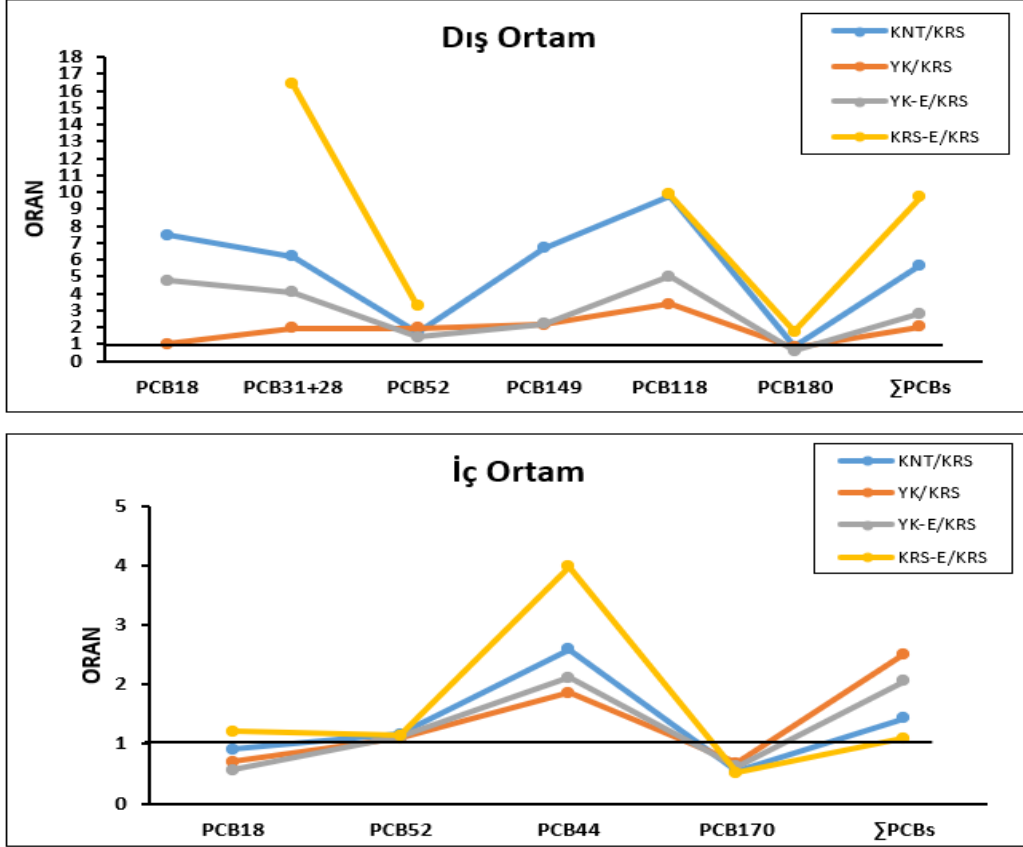 Dış Ortam
KNT/KRS
YK/KRS
YK-E/KRS
KRS-E/KRS
ORAN
18
17
16
15
14
13
12
11
10
9
8
7
6
5
4
3
2
1
0
PCB18 PCB31+28 PCB52 PCB149 PCB118 PCB180 ∑PCBs
İç Ortam
KNT/KRS
YK/KRS
YK-E/KRS
KRS-E/KRS
ORAN
5
4
3
2
1
0
PCB18 PCB52 PCB44 PCB170 ∑PCBs